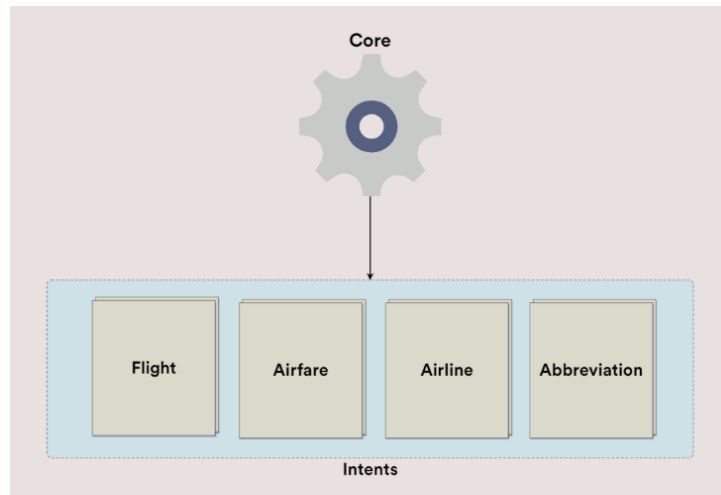 Core
Flight
Airfare
Airline
Abbreviation
Intents